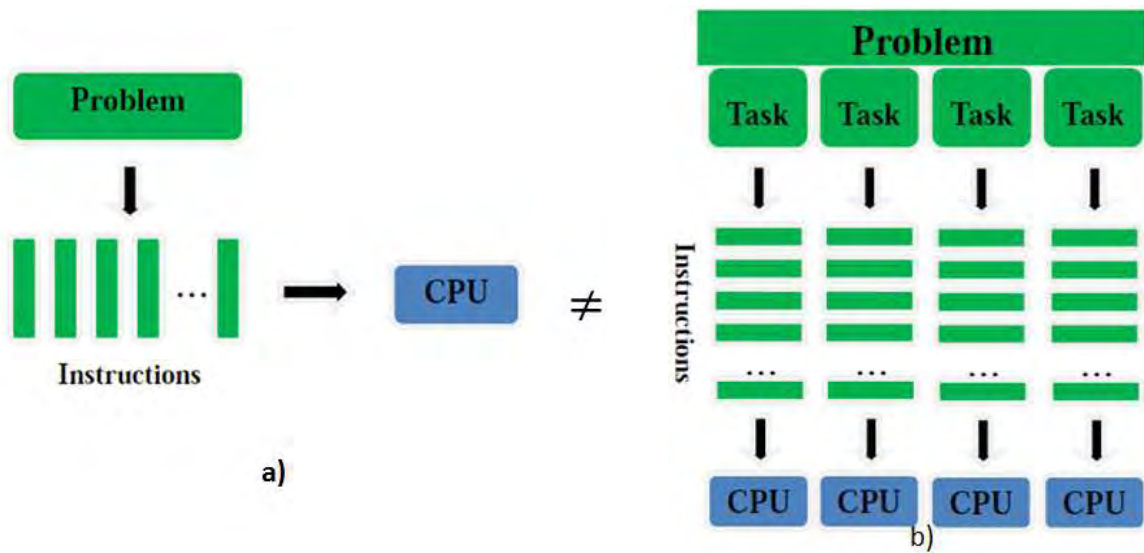 Problem
...
Instructions
CPU
a)
≠
Problem
Task Task Task Task
Instructions
... ... ... ...
CPU CPU CPU CPU
b)